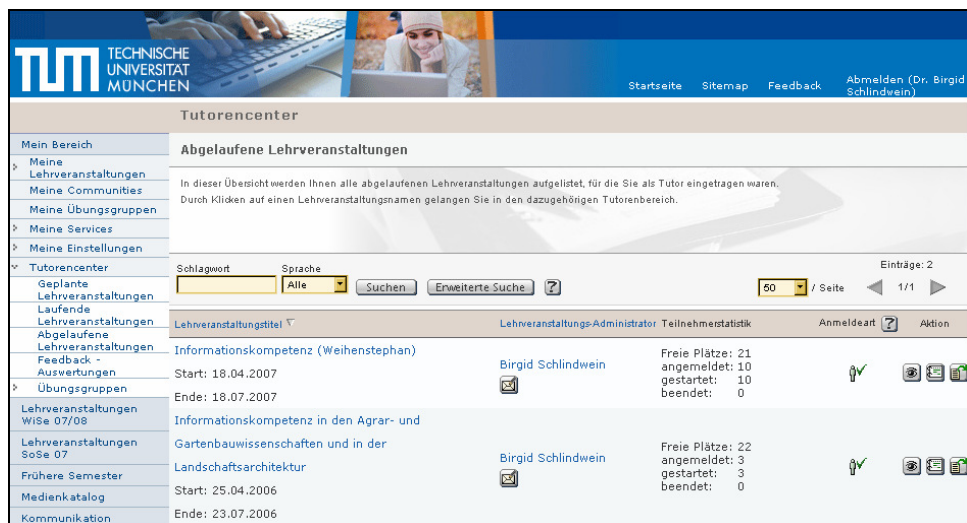 TUM
TECHNISCHE
UNIVERSITÄT
MÜNCHEN
Startseite Sitemap Feedback Abmelden (Dr. Birgid
Schlindwein)
Tutorencenter
Mein Bereich
Meine
Lehrveranstaltungen
Meine Communities
Meine Übungsgruppen
Meine Services
Meine Einstellungen
Tutorencenter
Geplante
Lehrveranstaltungen
Laufende
Lehrveranstaltungen
Abgelaufene
Lehrveranstaltungen
Feedback -
Auswertungen
Übungsgruppen
Lehrveranstaltungen
WiSe 07/08
Lehrveranstaltungen
SoSe 07
Frühere Semester
Medienkatalog
Kommunikation
Abgelaufene Lehrveranstaltungen
In dieser Übersicht werden Ihnen alle abgelaufenen Lehrveranstaltungen aufgelistet, für die Sie als Tutor eingetragen waren.
Durch Klicken auf einen Lehrveranstaltungsnamen gelangen Sie in den dazugehörigen Tutorenbereich.
Einträge: 2
Schlagwort Sprache
Alle Suchen Erweiterte Suche ? 50 / Seite 1/1
Lehrveranstaltungstitel Lehrveranstaltungs-Administrator Teilnehmerstatistik Anmeldeart ? Aktion
Informationskompetenz (Weihenstephan)
Start: 18.04.2007
Ende: 18.07.2007
Birgid Schlindwein
Freie Plätze: 21
angemeldet: 10
gestartet: 10
beendet: 0
Informationskompetenz in den Agrar- und
Gartenbauwissenschaften und in der
Landschaftsarchitektur
Start: 25.04.2006
Ende: 23.07.2006
Birgid Schlindwein
Freie Plätze: 22
angemeldet: 3
gestartet: 3
beendet: 0